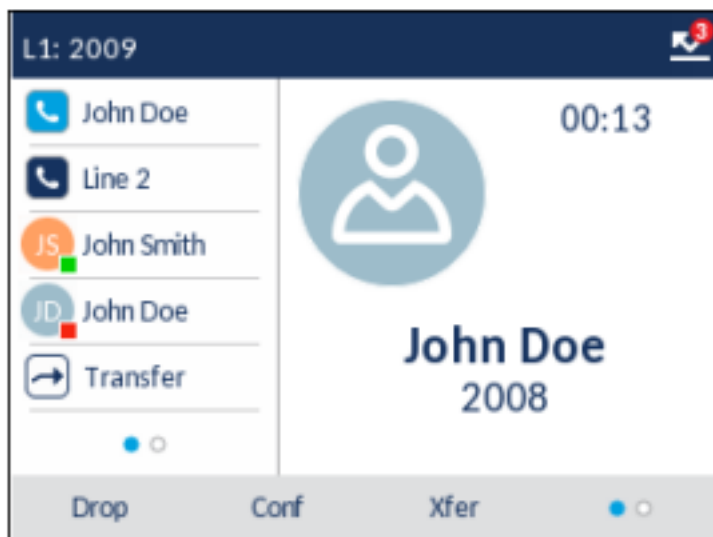 L1: 2009
3
John Doe
Line 2
JS John Smith
JD John Doe
Transfer
00:13
John Doe
2008
Drop Conf Xfer